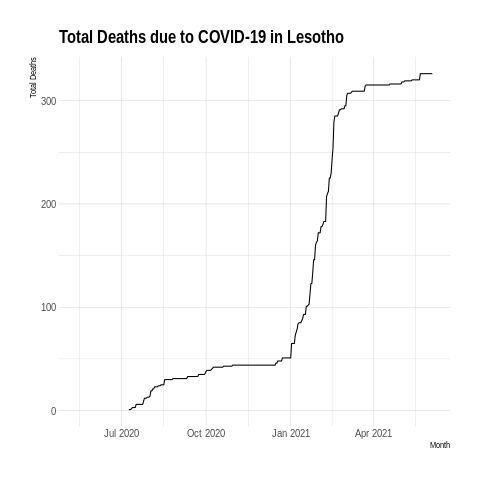 Total Deaths due to COVID-19 in Lesotho
Total Deaths
300
200
100
0
Jul 2020 Oct 2020 Jan 2021 Apr 2021
Month